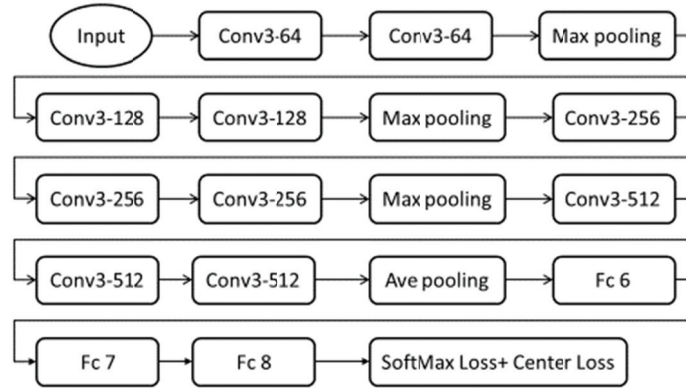 Input
Conv3-64
Conv3-64
Max pooling
Conv3-128
Conv3-128
Max pooling
Conv3-256
Conv3-256
Conv3-256
Max pooling
Conv3-512
Conv3-512
Conv3-512
Ave pooling
Fc 6
Fc 7
Fc 8
SoftMax Loss+ Center Loss